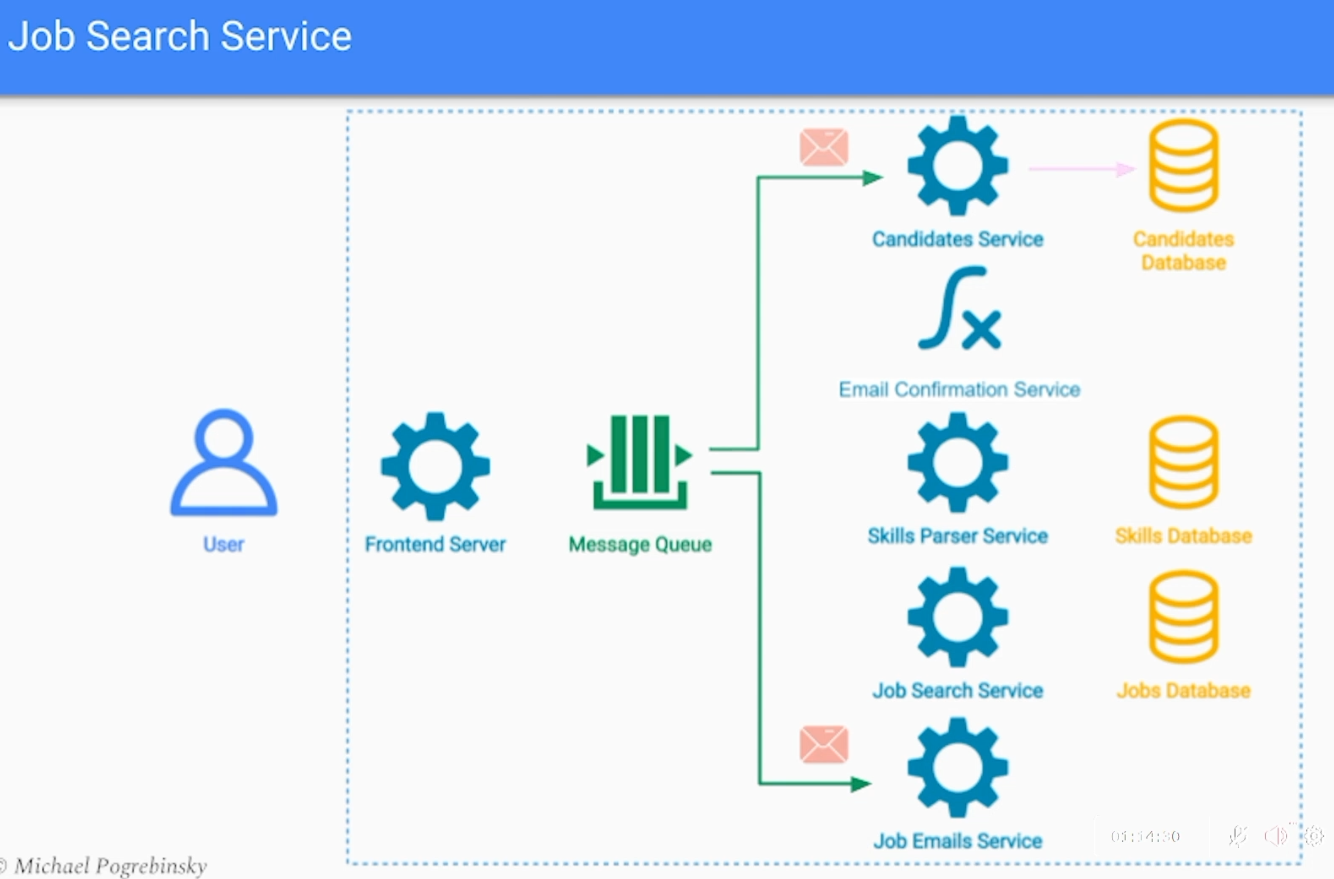 Job Search Service
Candidates Service
Candidates
Database
Email Confirmation Service
User
Frontend Server
Message Queue
Skills Parser Service
Skills Database
Job Search Service
Jobs Database
Job Emails Service
01:14:30
© Michael Pogrebinsky